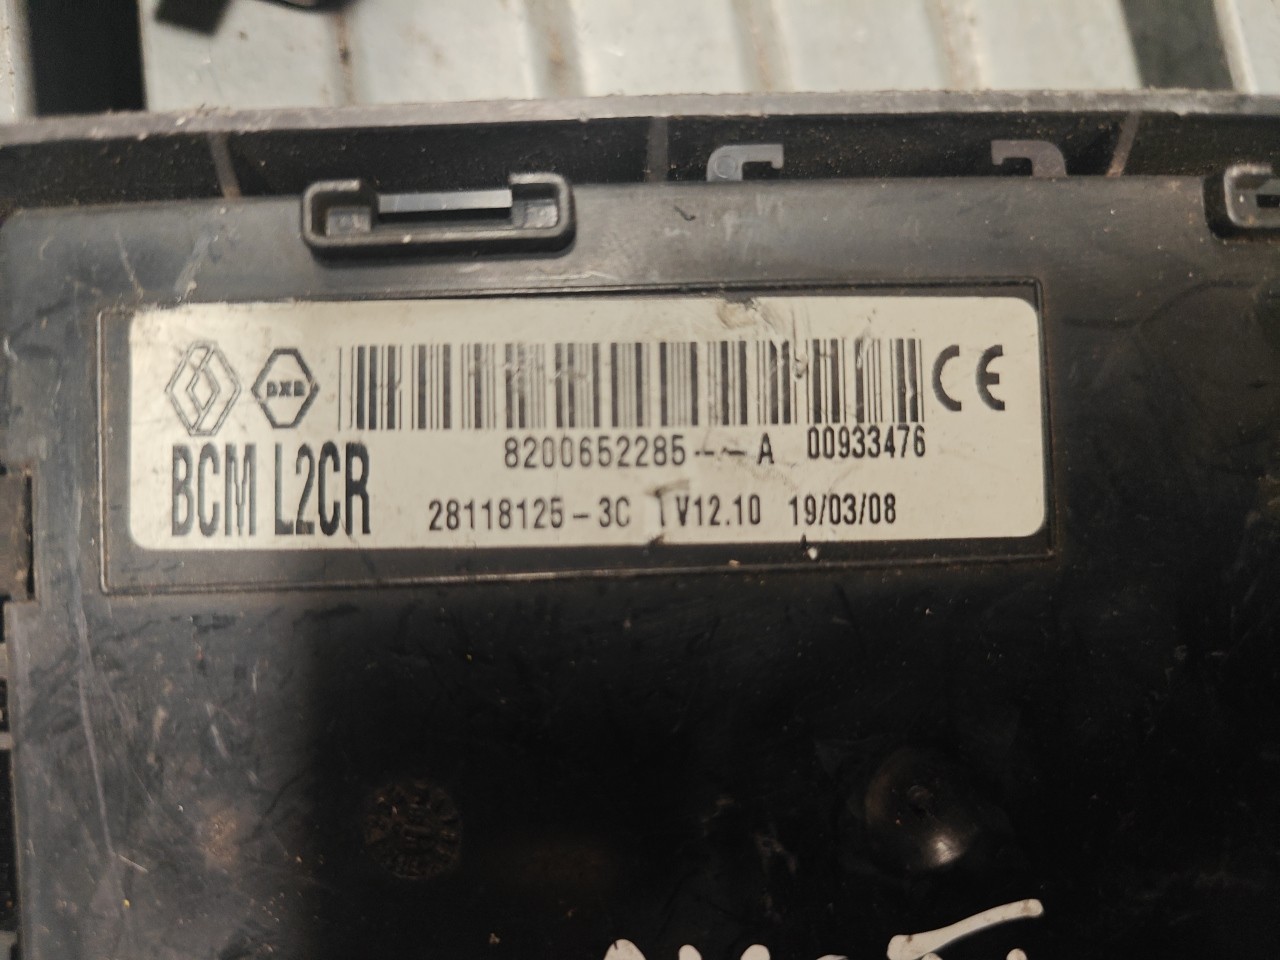 BCM L2CR
8200652285--~A 00933476
28118125-3C V12.10 19/03/08
CE